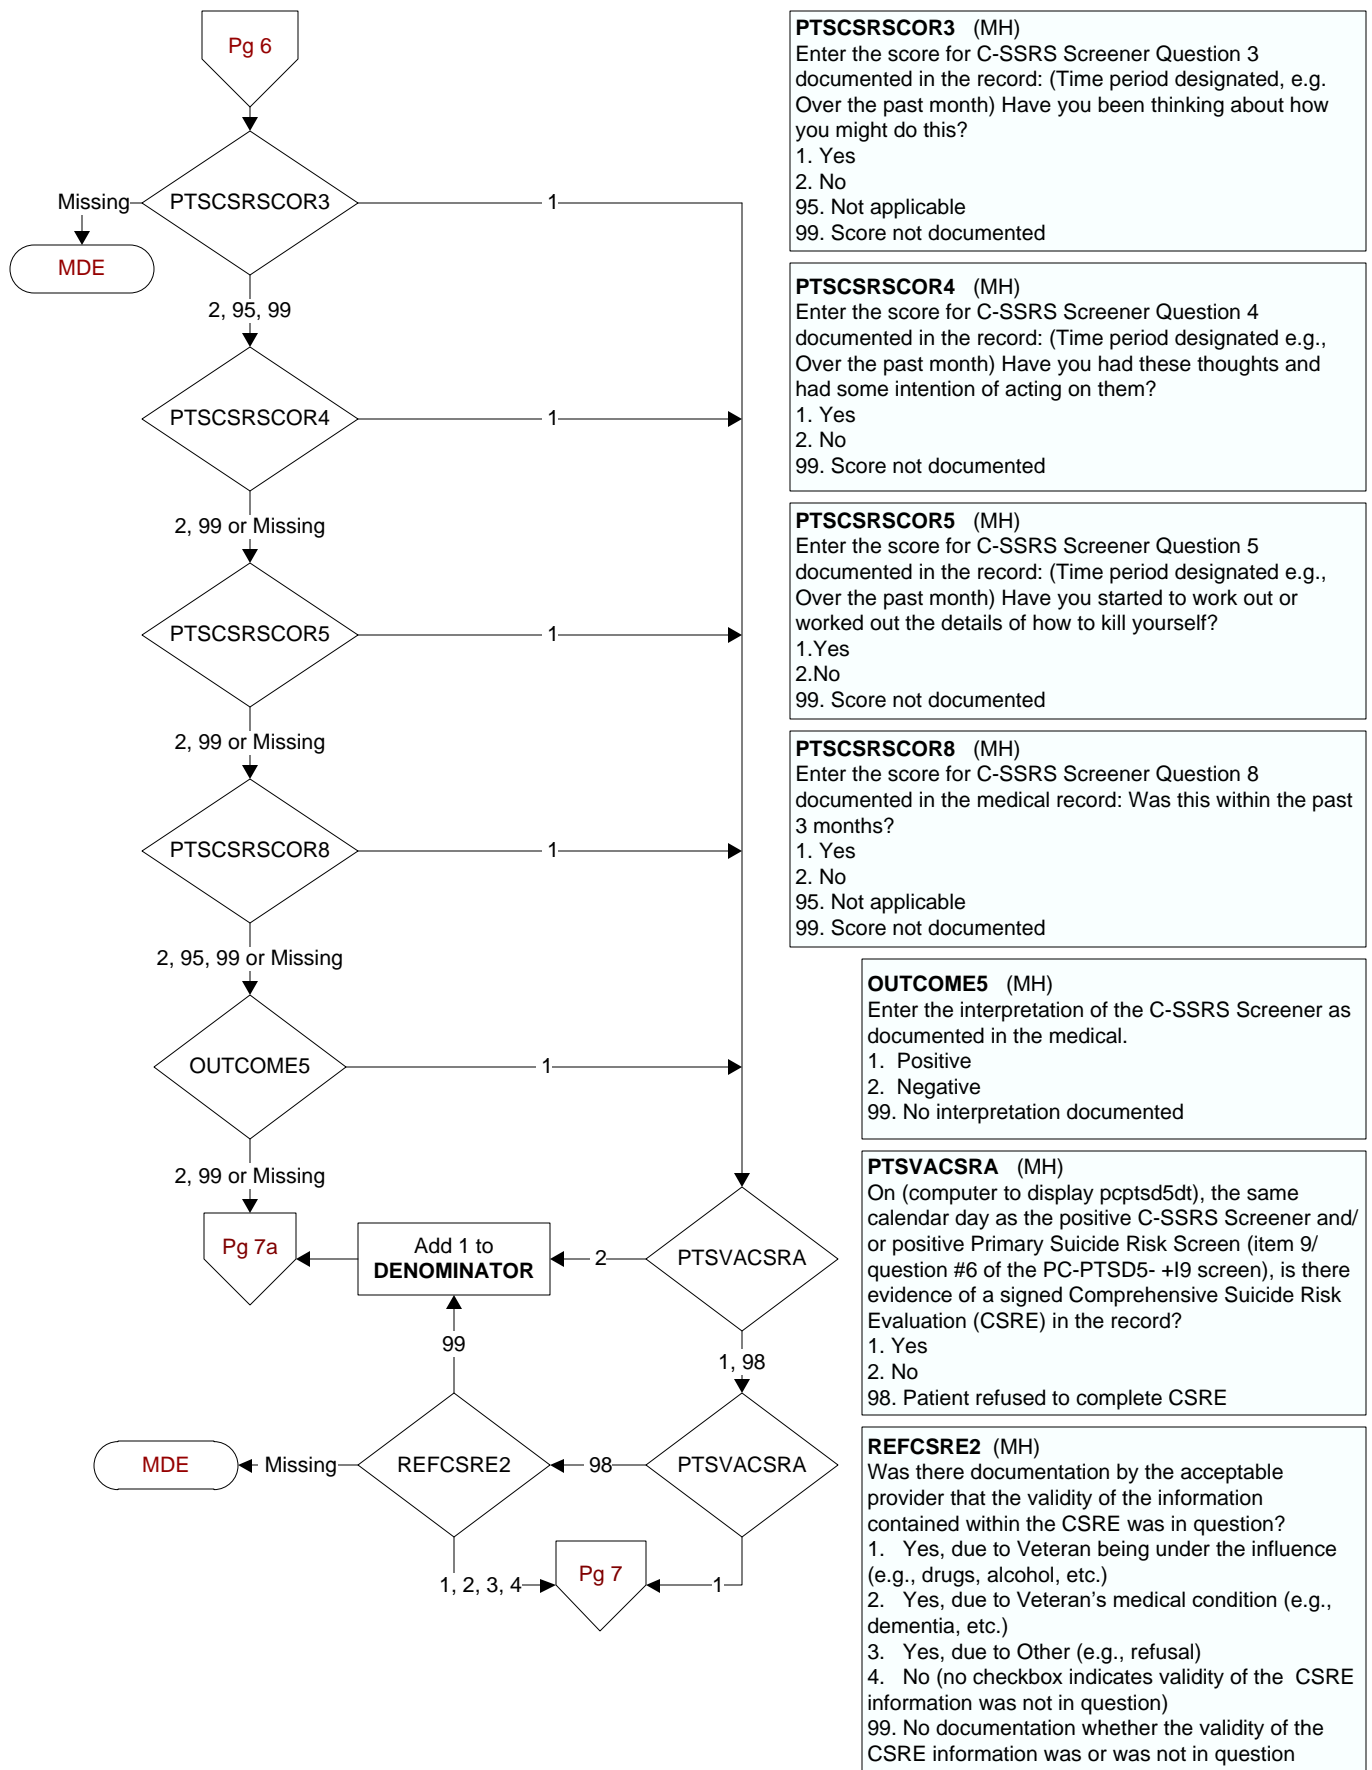 Pg 6
PTSCSRSCOR3
Missing
1
MDE
2, 95, 99
PTSCSRSCOR4
1
2, 99 or Missing
PTSCSRSCOR5
1
2, 99 or Missing
PTSCSRSCOR8
1
2, 95, 99 or Missing
OUTCOME5
1
2, 99 or Missing
Pg 7a
Add 1 to
DENOMINATOR
2
PTSVACSRA
99
1, 98
MDE
Missing
REFCSRE2
98
PTSVACSRA
1, 2, 3, 4
Pg 7
1
PTSCSRSCOR3 (MH)
Enter the score for C-SSRS Screener Question 3
documented in the record: (Time period designated, e.g.
Over the past month) Have you been thinking about how
you might do this?
1. Yes
2. No
95. Not applicable
99. Score not documented
PTSCSRSCOR4 (MH)
Enter the score for C-SSRS Screener Question 4
documented in the record: (Time period designated e.g.,
Over the past month) Have you had these thoughts and
had some intention of acting on them?
1. Yes
2. No
99. Score not documented
PTSCSRSCOR5 (MH)
Enter the score for C-SSRS Screener Question 5
documented in the record: (Time period designated e.g.,
Over the past month) Have you started to work out or
worked out the details of how to kill yourself?
1.Yes
2.No
99. Score not documented
PTSCSRSCOR8 (MH)
Enter the score for C-SSRS Screener Question 8
documented in the medical record: Was this within the past
3 months?
1. Yes
2. No
95. Not applicable
99. Score not documented
OUTCOME5 (MH)
Enter the interpretation of the C-SSRS Screener as
documented in the medical.
1. Positive
2. Negative
99. No interpretation documented
PTSVACSRA (MH)
On (computer to display pcptsd5dt), the same
calendar day as the positive C-SSRS Screener and/
or positive Primary Suicide Risk Screen (item 9/
question #6 of the PC-PTSD5- +I9 screen), is there
evidence of a signed Comprehensive Suicide Risk
Evaluation (CSRE) in the record?
1. Yes
2. No
98. Patient refused to complete CSRE
REFCSRE2 (MH)
Was there documentation by the acceptable
provider that the validity of the information
contained within the CSRE was in question?
1. Yes, due to Veteran being under the influence
(e.g., drugs, alcohol, etc.)
2. Yes, due to Veteran’s medical condition (e.g.,
dementia, etc.)
3. Yes, due to Other (e.g., refusal)
4. No (no checkbox indicates validity of the CSRE
information was not in question)
99. No documentation whether the validity of the
CSRE information was or was not in question